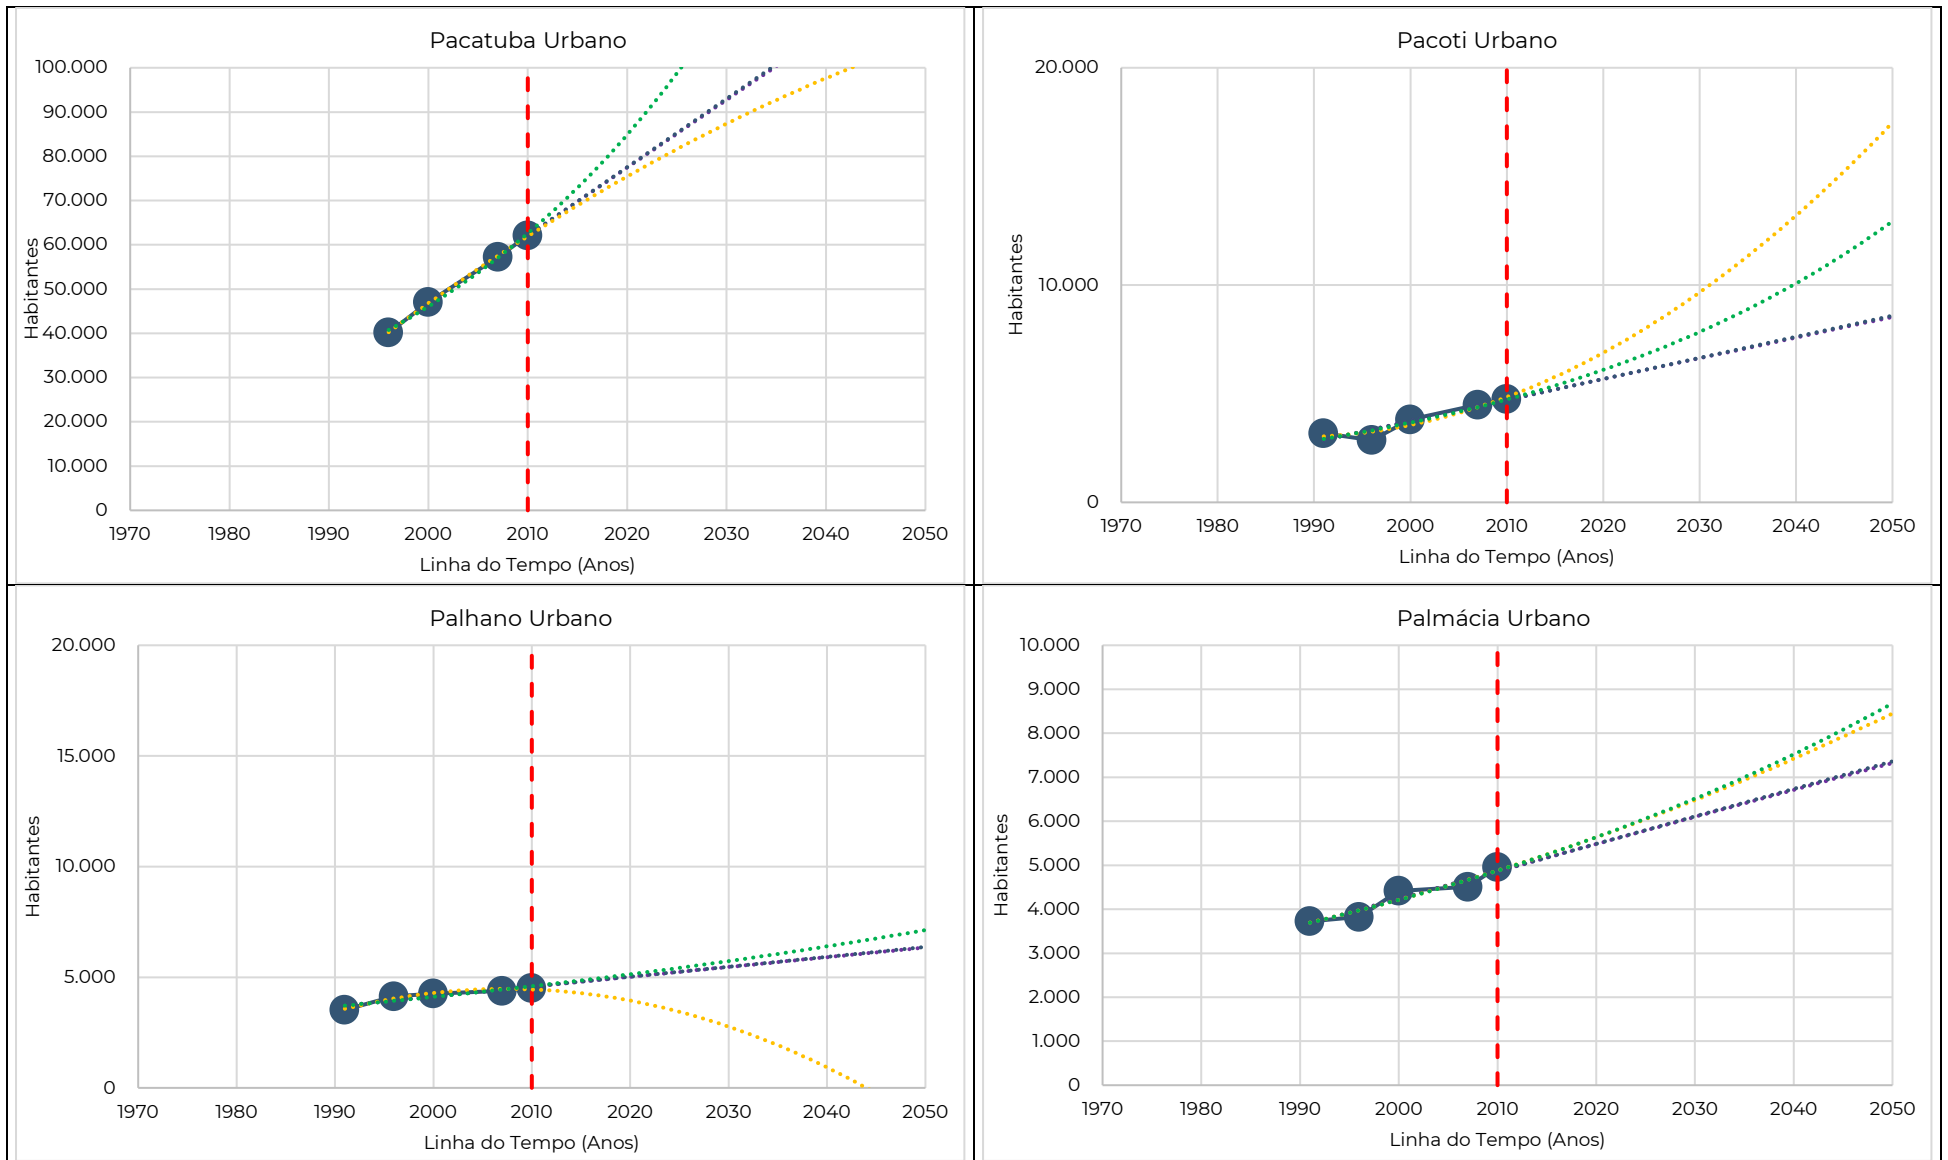 Pacatuba Urbano
100.000
90.000
80.000
70.000
60.000
50.000
40.000
30.000
20.000
10.000
0
Habitantes
1970 1980 1990 2000 2010 2020 2030 2040 2050
Linha do Tempo (Anos)
Pacoti Urbano
20.000
10.000
0
Habitantes
1970 1980 1990 2000 2010 2020 2030 2040 2050
Linha do Tempo (Anos)
Palhano Urbano
20.000
15.000
10.000
5.000
0
Habitantes
1970 1980 1990 2000 2010 2020 2030 2040 2050
Linha do Tempo (Anos)
Palmácia Urbano
10.000
9.000
8.000
7.000
6.000
5.000
4.000
3.000
2.000
1.000
0
Habitantes
1970 1980 1990 2000 2010 2020 2030 2040 2050
Linha do Tempo (Anos)